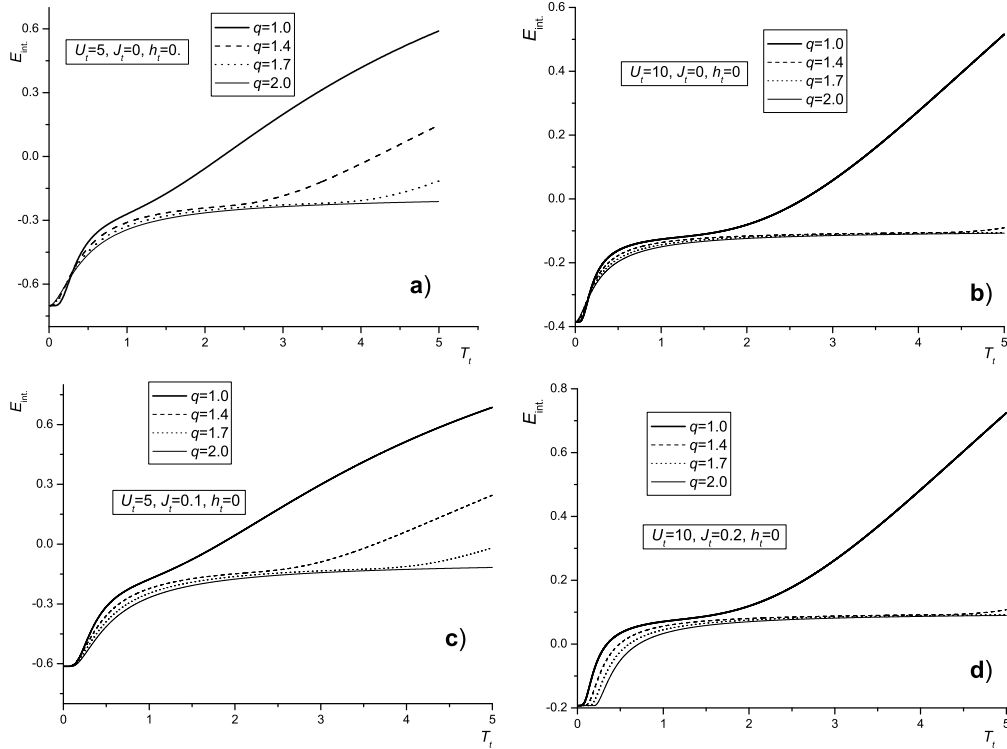 E_int.
0.6
0.3
0.0
-0.3
-0.6
U_t=5, J_t=0, h_t=0.
q=1.0
q=1.4
q=1.7
q=2.0
a)
0 1 2 3 4 5
T_t
E_int.
0.6
0.4
0.2
0.0
-0.2
-0.4
U_t=10, J_t=0, h_t=0
q=1.0
q=1.4
q=1.7
q=2.0
b)
0 1 2 3 4 5
T_t
E_int.
0.6
0.3
0.0
-0.3
-0.6
q=1.0
q=1.4
q=1.7
q=2.0
U_t=5, J_t=0.1, h_t=0
c)
0 1 2 3 4 5
T_t
E_int.
0.8
0.6
0.4
0.2
0.0
-0.2
q=1.0
q=1.4
q=1.7
q=2.0
U_t=10, J_t=0.2, h_t=0
d)
0 1 2 3 4 5
T_t